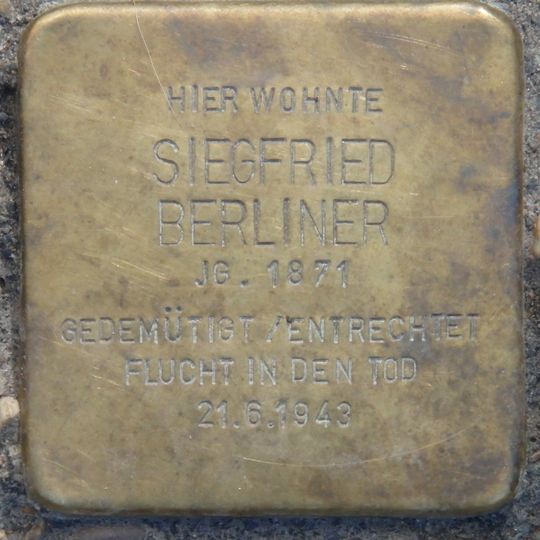 HIER WOHNTE
SIEGFRIED
BERLINER
JG. 1871
GEDEMÜTIGT / ENTRECHTET
FLUCHT IN DEN TOD
21.6.1943